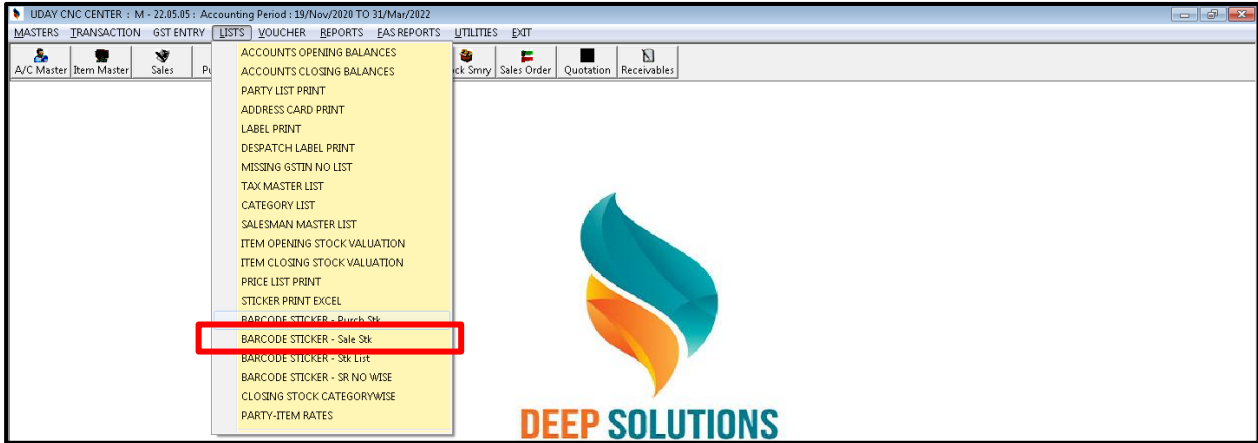 UDAY CNC CENTER : M - 22.05.05 : Accounting Period : 19/Nov/2020 TO 31/Mar/2022
MASTERS TRANSACTION GST ENTRY LISTS VOUCHER REPORTS EAS REPORTS UTILITIES EXIT
A/C Master Item Master Sales Pu ck Smry Sales Order Quotation Receivables
ACCOUNTS OPENING BALANCES
ACCOUNTS CLOSING BALANCES
PARTY LIST PRINT
ADDRESS CARD PRINT
LABEL PRINT
DESPATCH LABEL PRINT
MISSING GSTIN NO LIST
TAX MASTER LIST
CATEGORY LIST
SALESMAN MASTER LIST
ITEM OPENING STOCK VALUATION
ITEM CLOSING STOCK VALUATION
PRICE LIST PRINT
STICKER PRINT EXCEL
BARCODE STICKER - Purch Stk
BARCODE STICKER - Sale Stk
BARCODE STICKER - Stk List
BARCODE STICKER - SR NO WISE
CLOSING STOCK CATEGORYWISE
PARTY-ITEM RATES
DEEP SOLUTIONS